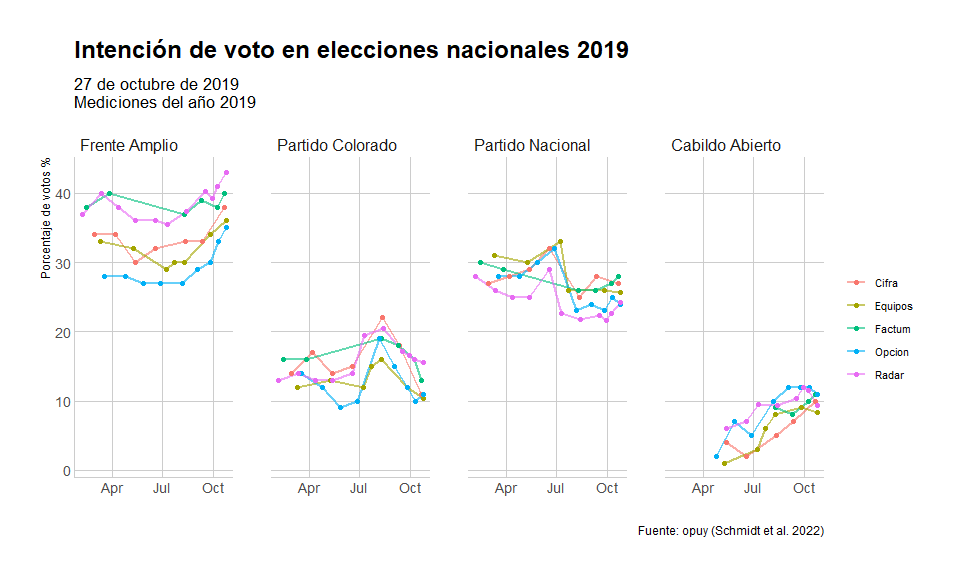 Intención de voto en elecciones nacionales 2019
27 de octubre de 2019
Mediciones del año 2019
Frente Amplio
Partido Colorado
Partido Nacional
Cabildo Abierto
Porcentaje de votos %
40
30
20
10
0
Apr Jul Oct
Apr Jul Oct
Apr Jul Oct
Apr Jul Oct
Cifra
Equipos
Factum
Opcion
Radar
Fuente: opuy (Schmidt et al. 2022)